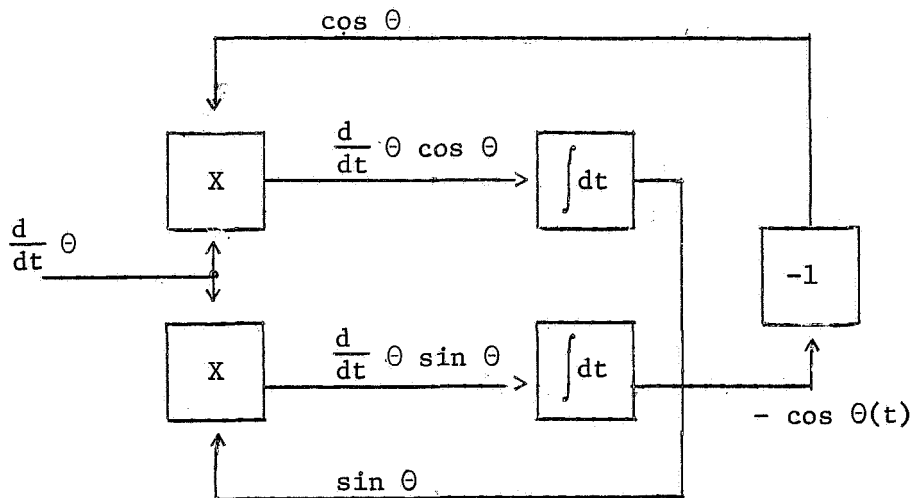 cos Θ
X
d/dt Θ cos Θ
∫dt
d/dt Θ
-1
X
d/dt Θ sin Θ
∫dt
- cos Θ(t)
sin Θ